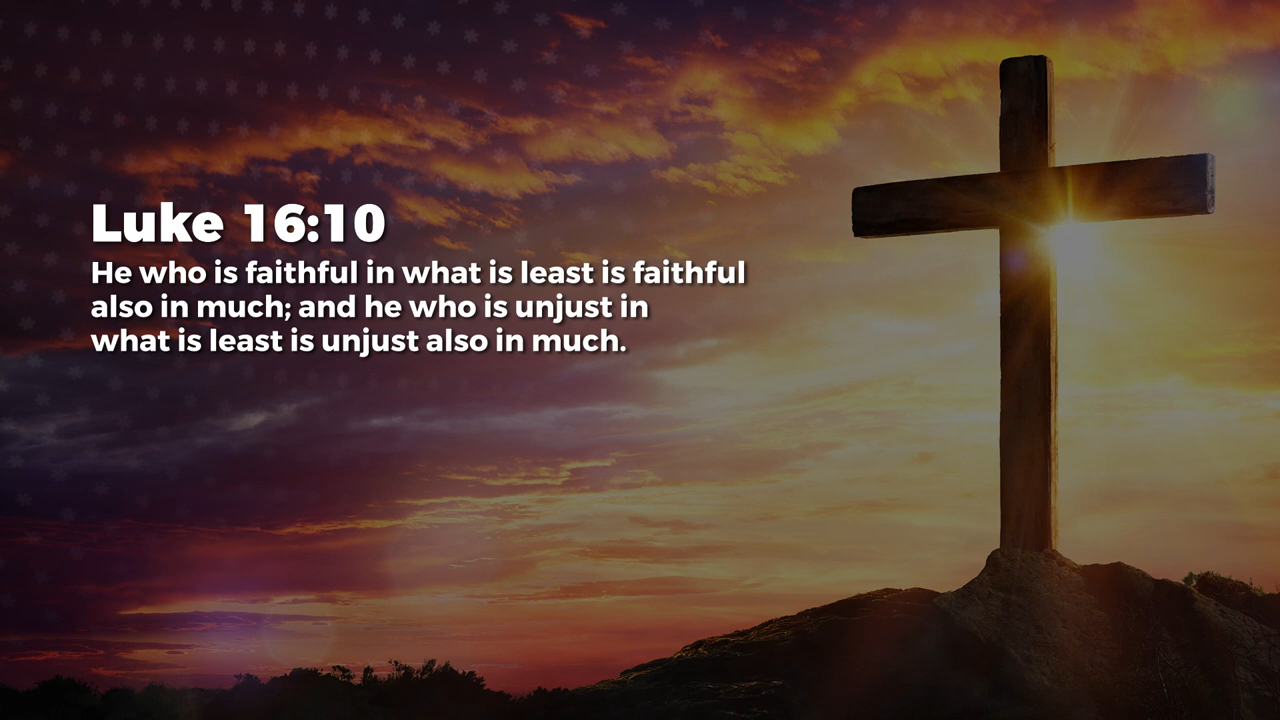 Luke 16:10
He who is faithful in what is least is faithful
also in much; and he who is unjust in
what is least is unjust also in much.